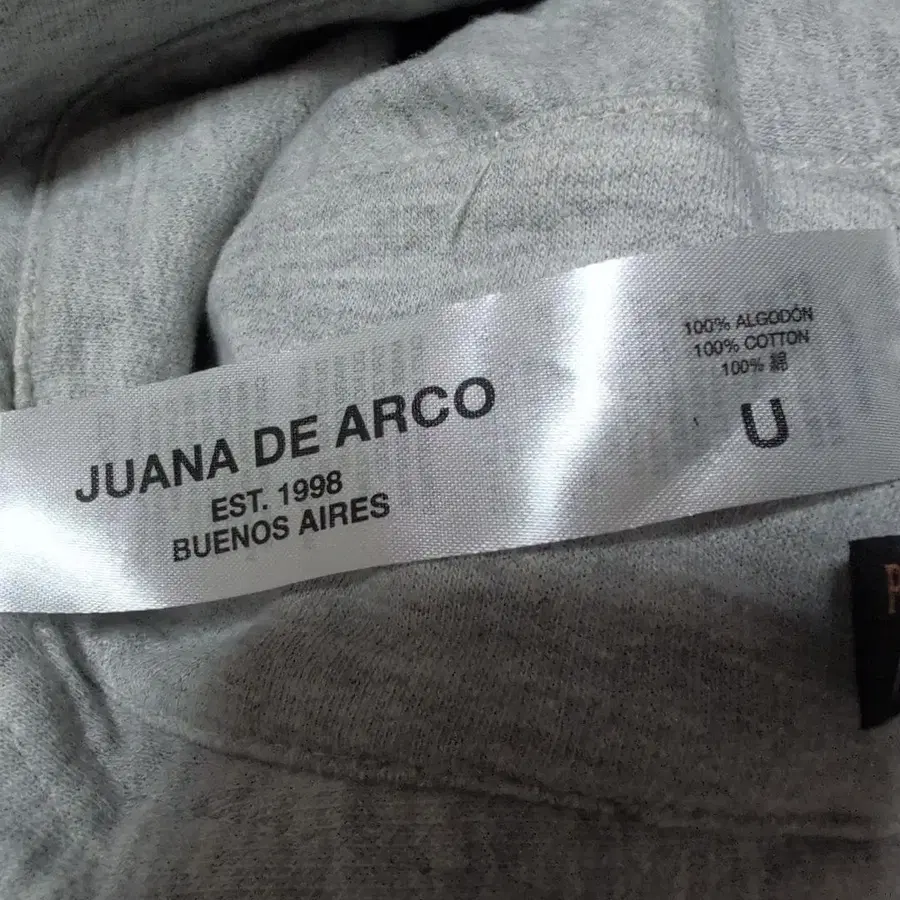 JUANA DE ARCO
EST. 1998
BUENOS AIRES
100% ALGODÓN
100% COTTON
100% 綿
U